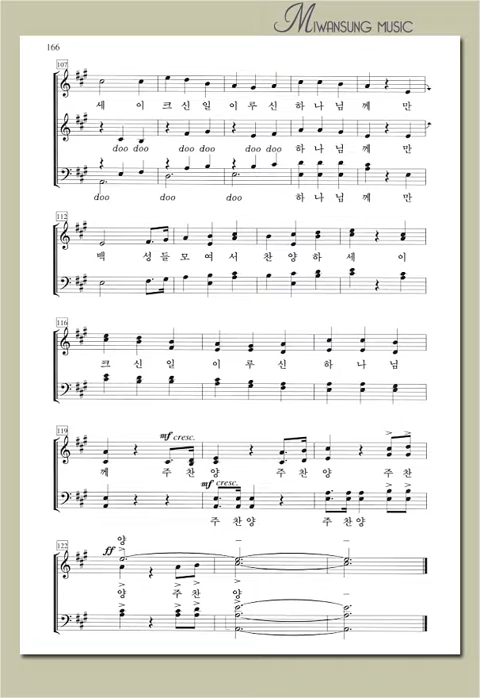 MIWANSUNG MUSIC
166
107
세 이 크 신 일 이 루 신 하 나 님 께 만
doo doo doo doo doo doo 하 나 님 께 만
doo doo doo 하 나 님 께 만
112
백 성 들 모 여 서 찬 양 하 세 이
116
크 신 일 이 루 신 하 나 님
119
mf cresc.
께 주 찬 양 주 찬 양 주 찬
mf cresc.
주 찬 양 주 찬 양
122
양
ff
양 주 찬 양